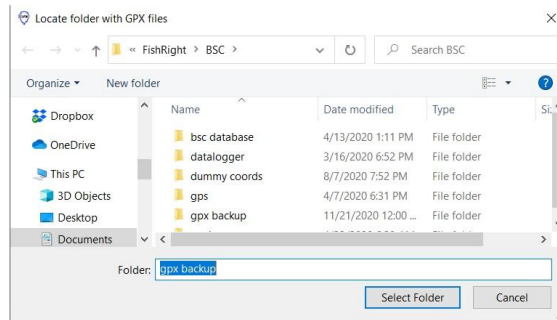 Locate folder with GPX files
« FishRight > BSC >
Search BSC
Organize
New folder
Name
Date modified
Type
Dropbox
OneDrive
This PC
3D Objects
Desktop
Documents
bsc database 4/13/2020 1:11 PM File folder
datalogger 3/16/2020 6:52 PM File folder
dummy coords 8/7/2020 7:52 PM File folder
gps 4/7/2020 6:31 PM File folder
gpx backup 11/21/2020 12:00 ... File folder
Folder: gpx backup
Select Folder
Cancel